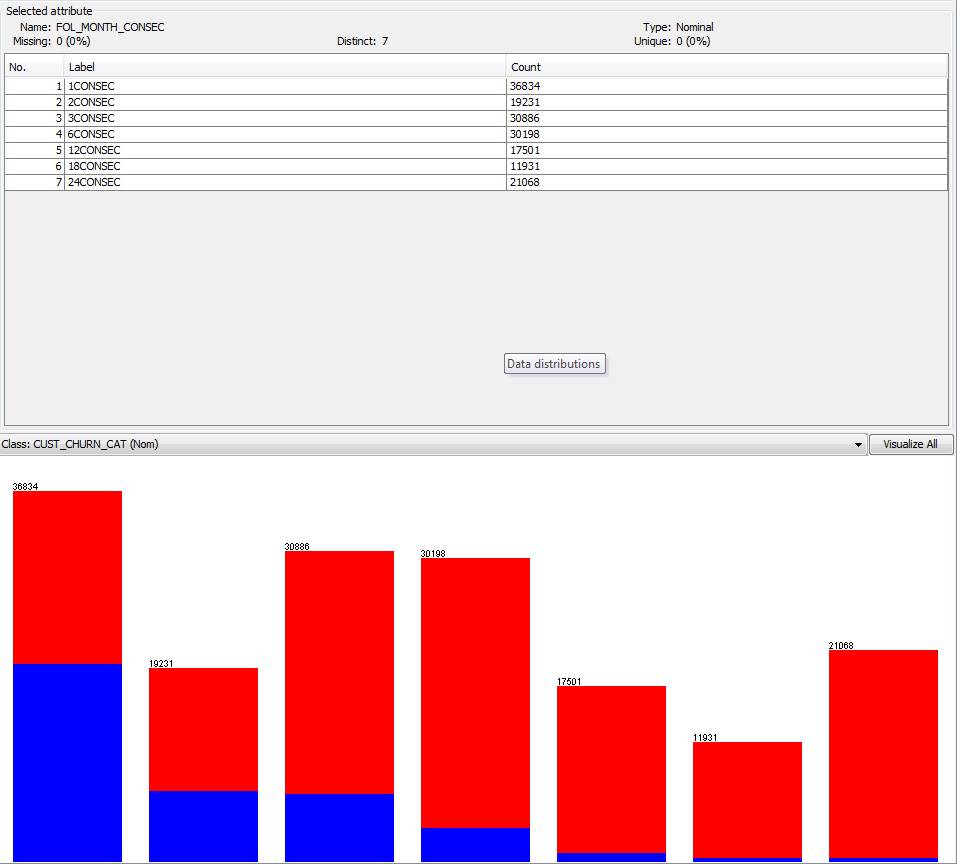 Selected attribute
Name: FOL_MONTH_CONSEC Type: Nominal
Missing: 0 (0%) Distinct: 7 Unique: 0 (0%)
No. Label Count
1 1CONSEC 36834
2 2CONSEC 19231
3 3CONSEC 30886
4 6CONSEC 30198
5 12CONSEC 17501
6 18CONSEC 11931
7 24CONSEC 21068
Data distributions
Class: CUST_CHURN_CAT (Nom) Visualize All
36834
30886
30198
21068
19231
17501
11931